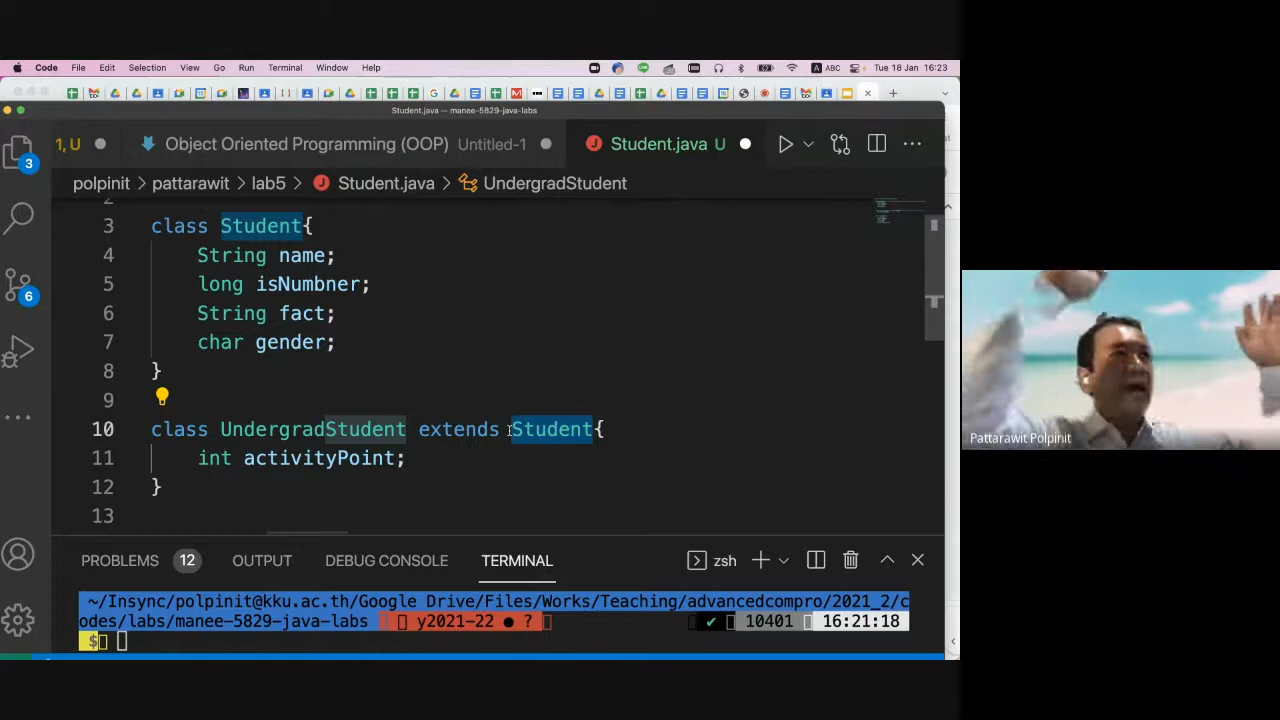 Code File Edit Selection View Go Run Terminal Window Help ABC Tue 18 Jan 16:23
Student.java — manee-5829-java-labs
1, U Object Oriented Programming (OOP) Untitled-1 Student.java U
3
polpinit > pattarawit > lab5 > Student.java > UndergradStudent
2
3 class Student{
4 String name;
5 long isNumbner;
6 String fact;
7 char gender;
8 }
9
10 class UndergradStudent extends Student{
11 int activityPoint;
12 }
13
6
PROBLEMS 12 OUTPUT DEBUG CONSOLE TERMINAL zsh
~/Insync/polpinit@kku.ac.th/Google Drive/Files/Works/Teaching/advancedcompro/2021_2/c
odes/labs/manee-5829-java-labs y2021-22 ● ? ✔ 10401 16:21:18
$
Pattarawit Polpinit